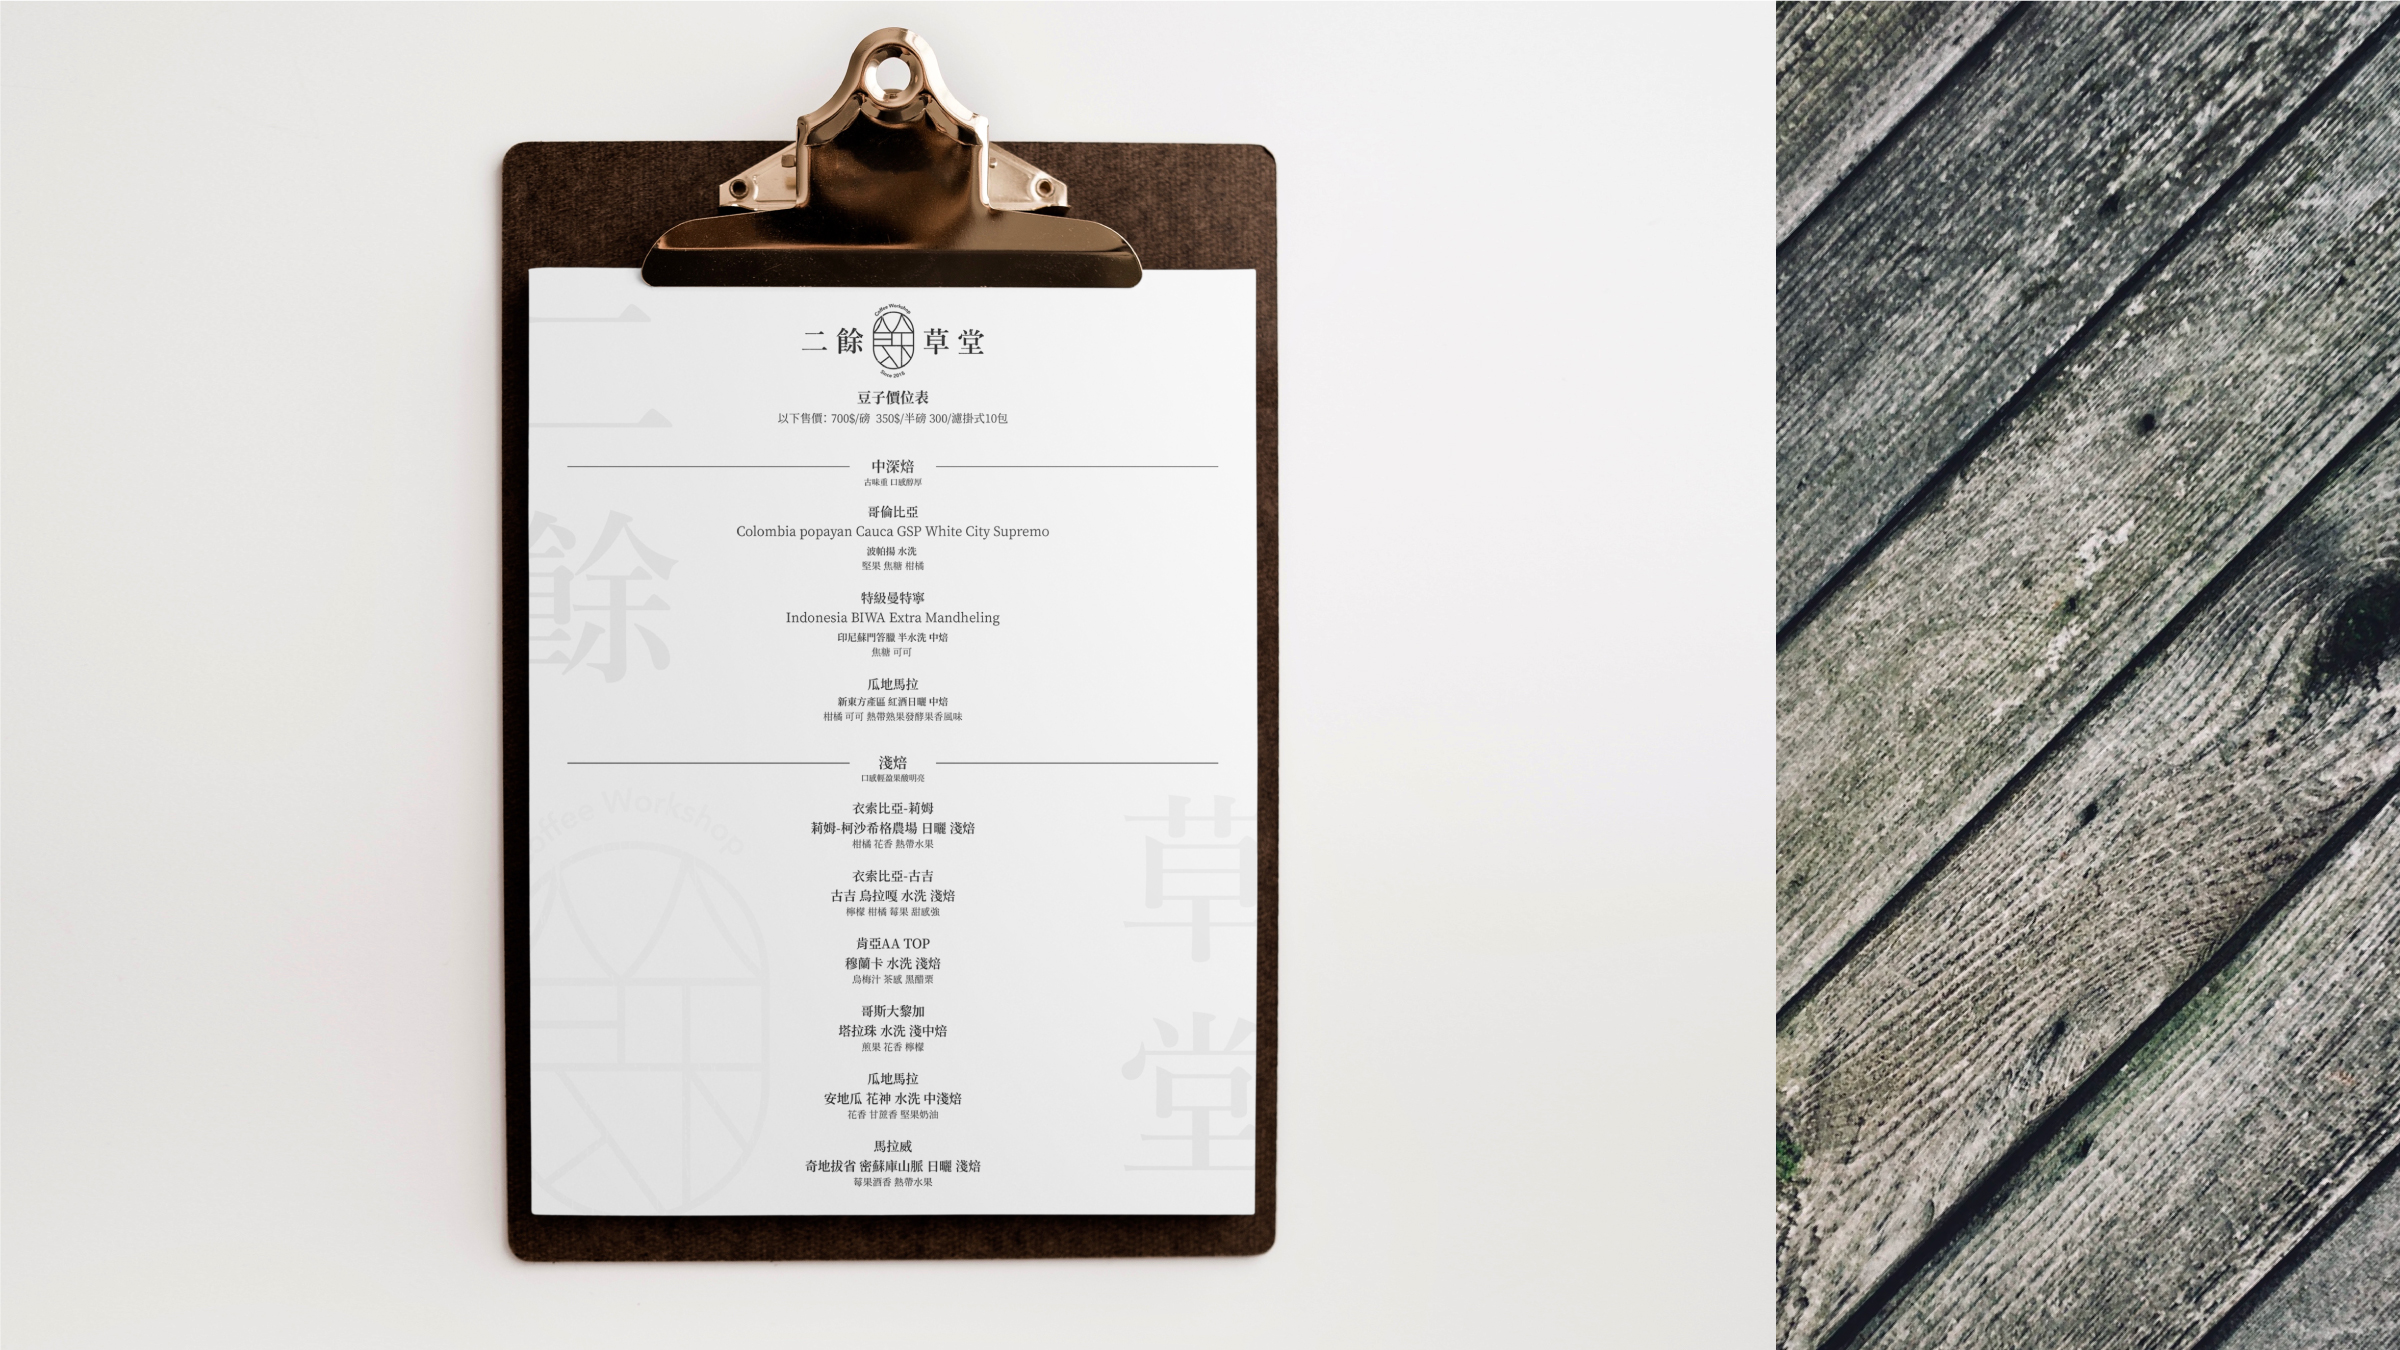 Coffee Workshop
二餘 草堂
Since 2018
豆子價位表
以下售價: 700$/磅 350$/半磅 300/濾掛式10包
中深焙
古味重 口感醇厚
哥倫比亞
Colombia popayan Cauca GSP White City Supremo
波帕揚 水洗
堅果 焦糖 柑橘
特級曼特寧
Indonesia BIWA Extra Mandheling
印尼蘇門答臘 半水洗 中焙
焦糖 可可
瓜地馬拉
新東方產區 紅酒日曬 中焙
柑橘 可可 熱帶熟果發酵果香風味
淺焙
口感輕盈果酸明亮
衣索比亞-莉姆
莉姆-柯沙希格農場 日曬 淺焙
柑橘 花香 熱帶水果
衣索比亞-古吉
古吉 烏拉嘎 水洗 淺焙
檸檬 柑橘 莓果 甜感強
肯亞AA TOP
穆蘭卡 水洗 淺焙
烏梅汁 茶感 黑醋栗
哥斯大黎加
塔拉珠 水洗 淺中焙
煎果 花香 檸檬
瓜地馬拉
安地瓜 花神 水洗 中淺焙
花香 甘蔗香 堅果奶油
馬拉威
奇地拔省 密蘇庫山脈 日曬 淺焙
莓果酒香 熱帶水果
二
餘
Coffee Workshop
草
堂